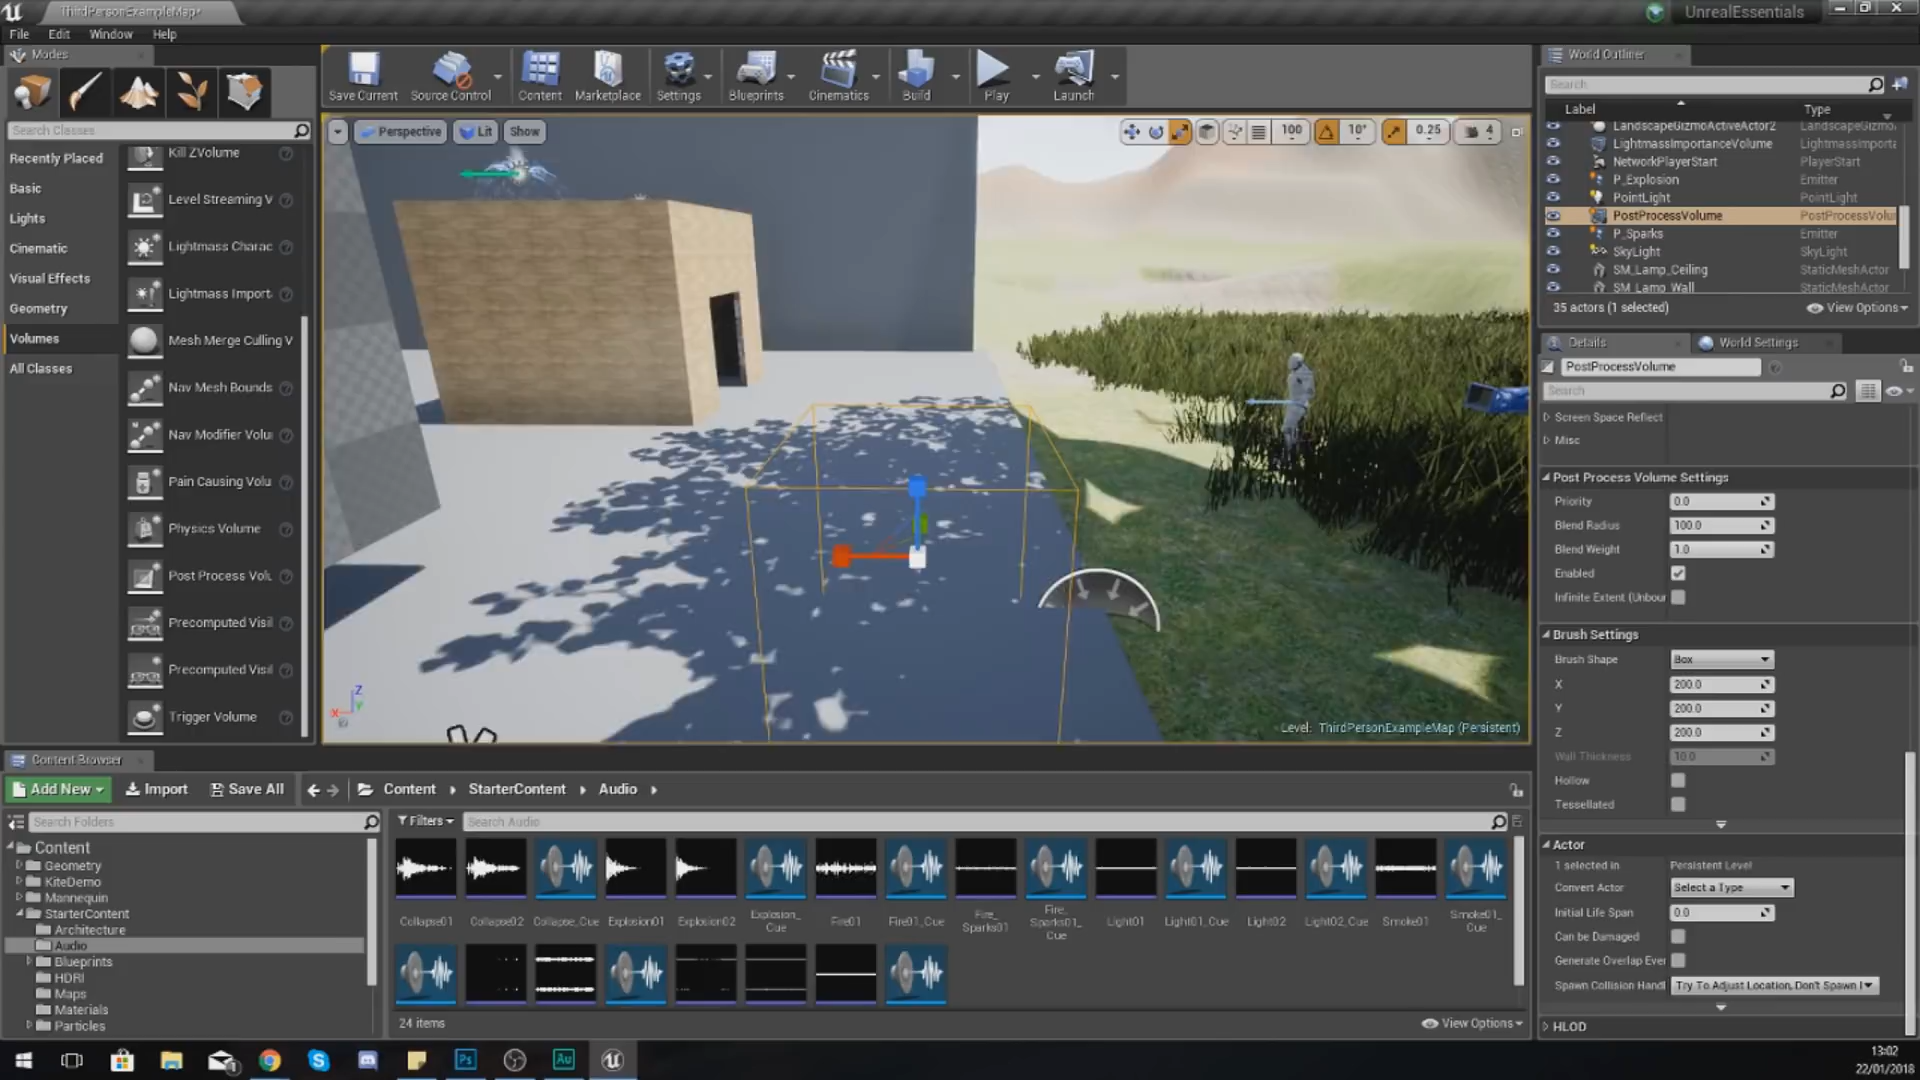 ThirdPersonExampleMap*
UnrealEssentials
File Edit Window Help
Modes
Save Current Source Control Content Marketplace Settings Blueprints Cinematics Build Play Launch
Search Classes
Recently Placed
Basic
Lights
Cinematic
Visual Effects
Geometry
Volumes
All Classes
Kill ZVolume
Level Streaming V
Lightmass Charac
Lightmass Import
Mesh Merge Culling V
Nav Mesh Bounds
Nav Modifier Volu
Pain Causing Volu
Physics Volume
Post Process Volu
Precomputed Visil
Precomputed Visil
Trigger Volume
Perspective Lit Show
100 10° 0.25 4
Level: ThirdPersonExampleMap (Persistent)
X Z Y
World Outliner
Search
Label Type
LandscapeGizmoActiveActor2 LandscapeGizmo
LightmassImportanceVolume LightmassImporta
NetworkPlayerStart PlayerStart
P_Explosion Emitter
PointLight PointLight
PostProcessVolume PostProcessVolu
P_Sparks Emitter
SkyLight SkyLight
SM_Lamp_Ceiling StaticMeshActor
SM_Lamp_Wall StaticMeshActor
35 actors (1 selected) View Options
Details World Settings
PostProcessVolume
Search
Screen Space Reflect
Misc
Post Process Volume Settings
Priority 0.0
Blend Radius 100.0
Blend Weight 1.0
Enabled
Infinite Extent (Unbour
Brush Settings
Brush Shape Box
X 200.0
Y 200.0
Z 200.0
Wall Thickness 10.0
Hollow
Tessellated
Actor
1 selected in Persistent Level
Convert Actor Select a Type
Initial Life Span 0.0
Can be Damaged
Generate Overlap Ever
Spawn Collision Handl Try To Adjust Location, Don't Spawn I
HLOD
Content Browser
Add New Import Save All Content StarterContent Audio
Search Folders
Filters Search Audio
Content
Geometry
KiteDemo
Mannequin
StarterContent
Architecture
Audio
Blueprints
HDRI
Maps
Materials
Particles
Collapse01 Collapse02 Collapse_Cue Explosion01 Explosion02 Explosion_Cue Fire01 Fire01_Cue Fire_Sparks01 Fire_Sparks01_Cue Light01 Light01_Cue Light02 Light02_Cue Smoke01 Smoke01_Cue
24 items View Options
Ps Au
13:02
22/01/2018